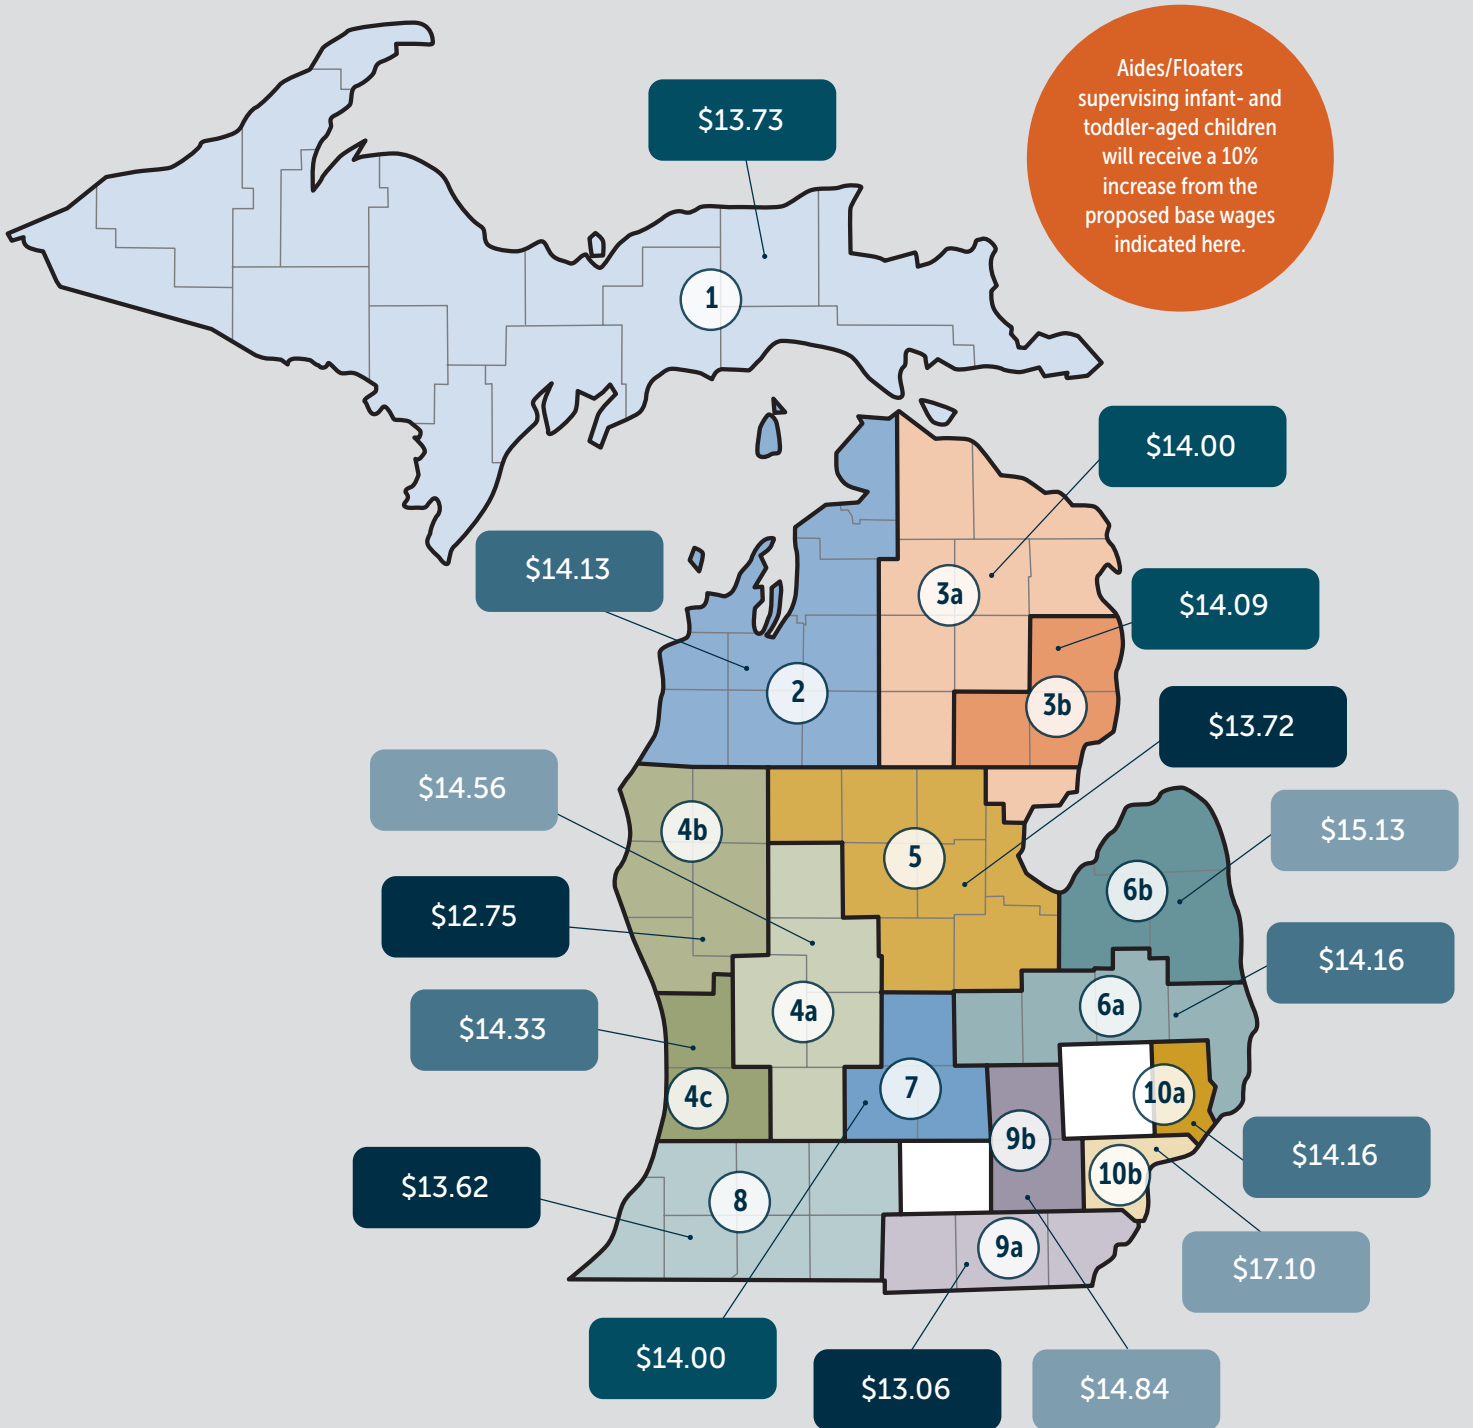 Aides/Floaters
supervising infant- and
toddler-aged children
will receive a 10%
increase from the
proposed base wages
indicated here.
$13.73
1
$14.00
$14.13
3a
$14.09
2
3b
$13.72
$14.56
4b
5
$15.13
6b
$12.75
$14.16
4a
6a
$14.33
7
10a
4c
9b
$14.16
10b
$13.62
8
9a
$17.10
$14.00
$13.06
$14.84